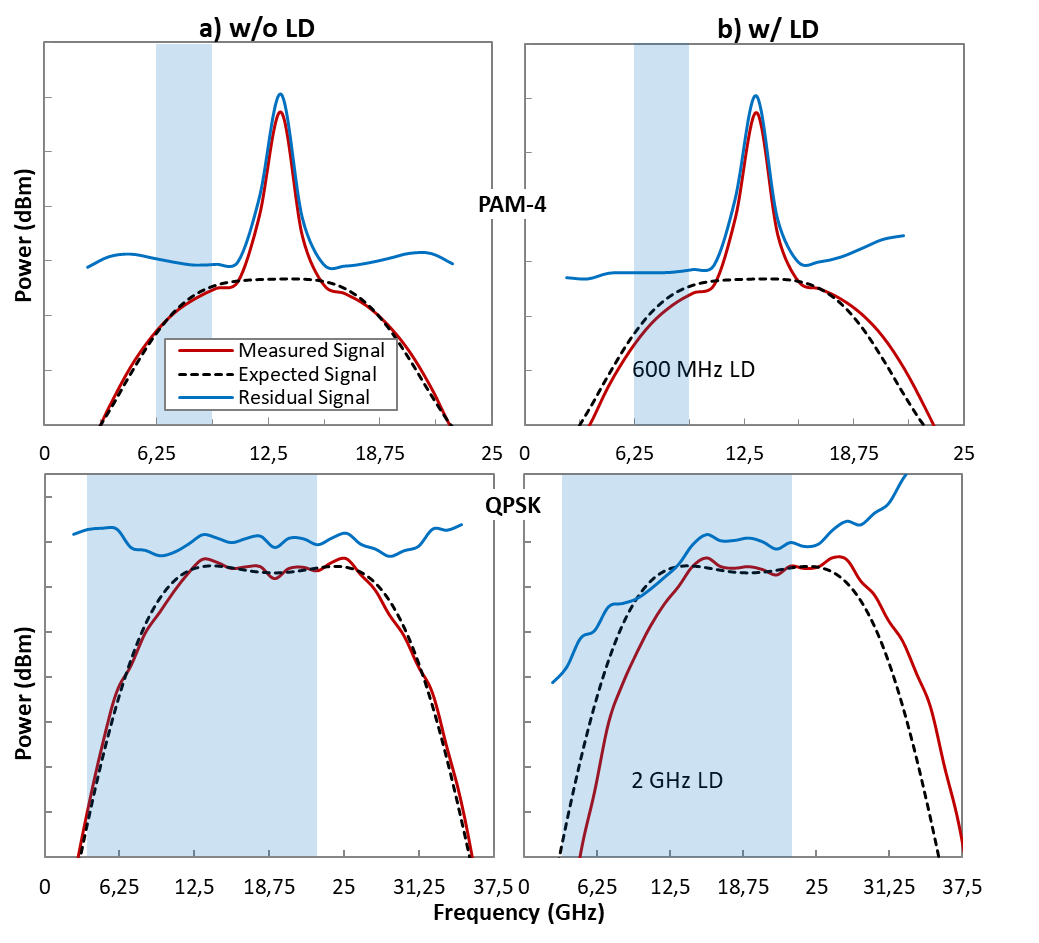 a) w/o LD
b) w/ LD
Power (dBm)
PAM-4
Measured Signal
Expected Signal
Residual Signal
600 MHz LD
0 6,25 12,5 18,75 25
0 6,25 12,5 18,75 25
QPSK
Power (dBm)
2 GHz LD
0 6,25 12,5 18,75 25 31,25 37,5
0 6,25 12,5 18,75 25 31,25 37,5
Frequency (GHz)